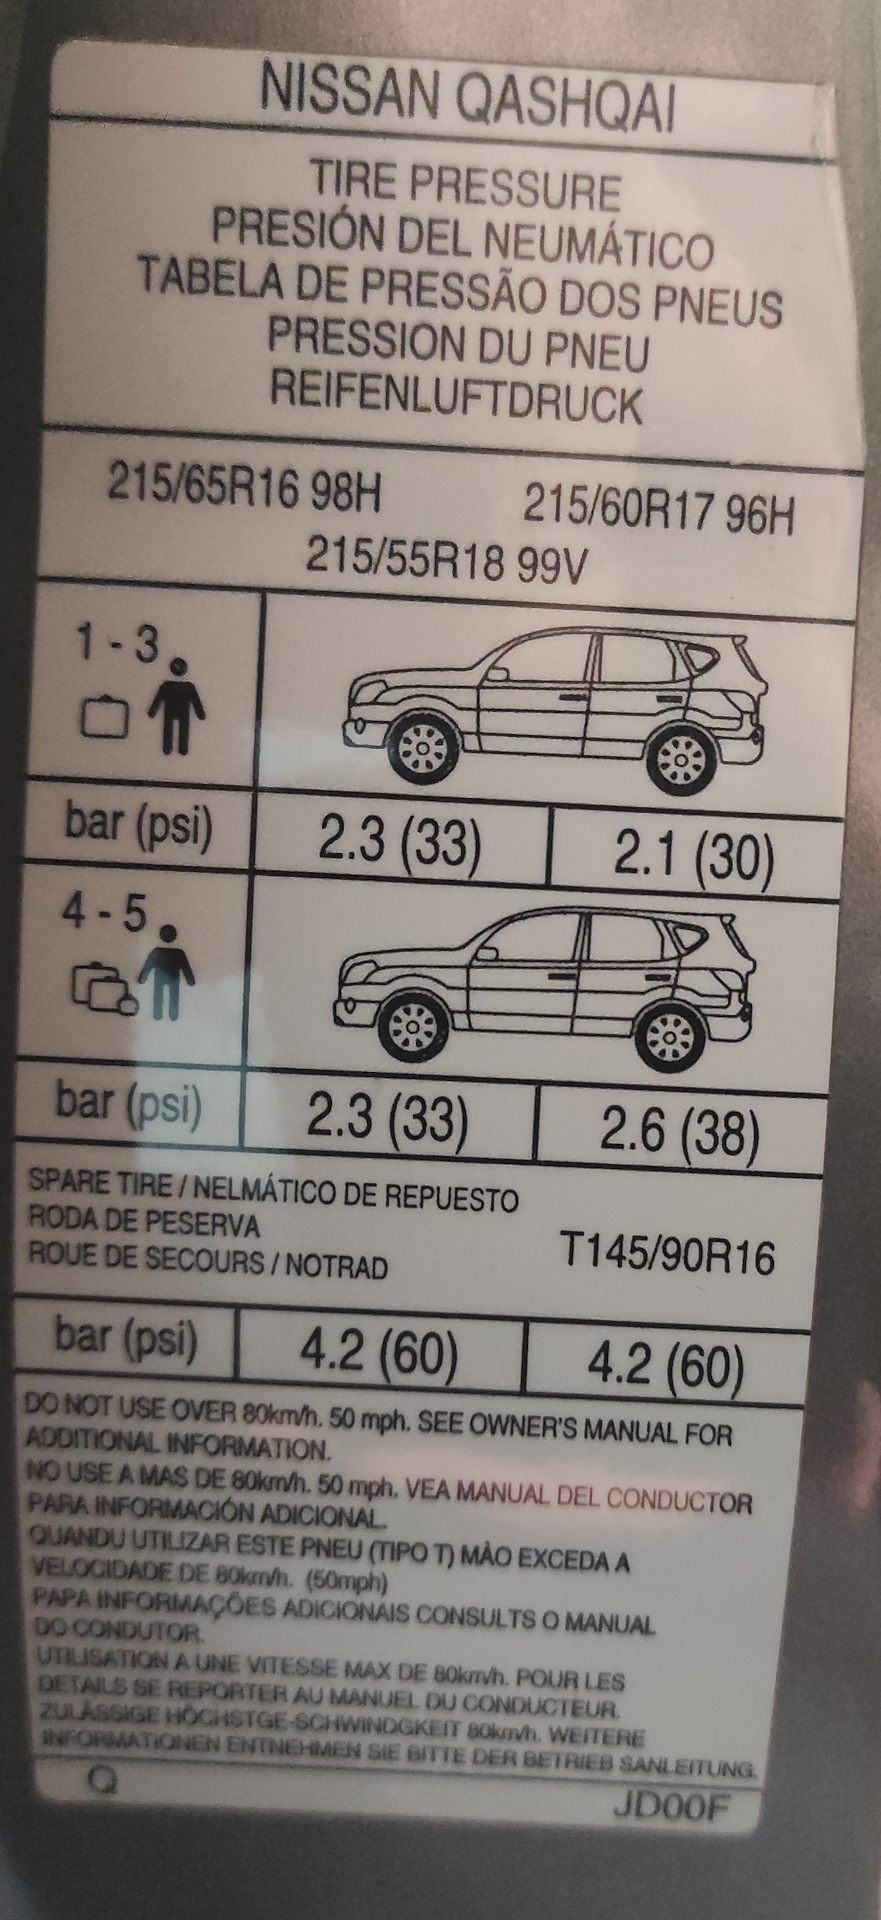 NISSAN QASHQAI
TIRE PRESSURE
PRESIÓN DEL NEUMÁTICO
TABELA DE PRESSÃO DOS PNEUS
PRESSION DU PNEU
REIFENLUFTDRUCK
215/65R16 98H 215/60R17 96H
215/55R18 99V
1 - 3
bar (psi) 2.3 (33) 2.1 (30)
4 - 5
bar (psi) 2.3 (33) 2.6 (38)
SPARE TIRE / NELMÁTICO DE REPUESTO
RODA DE PESERVA
ROUE DE SECOURS / NOTRAD
T145/90R16
bar (psi) 4.2 (60) 4.2 (60)
DO NOT USE OVER 80km/h. 50 mph. SEE OWNER'S MANUAL FOR
ADDITIONAL INFORMATION.
NO USE A MAS DE 80km/h. 50 mph. VEA MANUAL DEL CONDUCTOR
PARA INFORMACIÓN ADICIONAL.
QUANDU UTILIZAR ESTE PNEU (TIPO T) MÀO EXCEDA A
VELOCIDADE DE 80km/h. (50mph)
PAPA INFORMAÇÕES ADICIONAIS CONSULTS O MANUAL
DO CONDUTOR.
UTILISATION A UNE VITESSE MAX DE 80km/h. POUR LES
DETAILS SE REPORTER AU MANUEL DU CONDUCTEUR.
ZULÄSSIGE HÖCHSTGE-SCHWINDGKEIT 80km/h. WEITERE
INFORMATIONEN ENTNEHMEN SIE BITTE DER BETRIEB SANLEITUNG.
Q JD00F